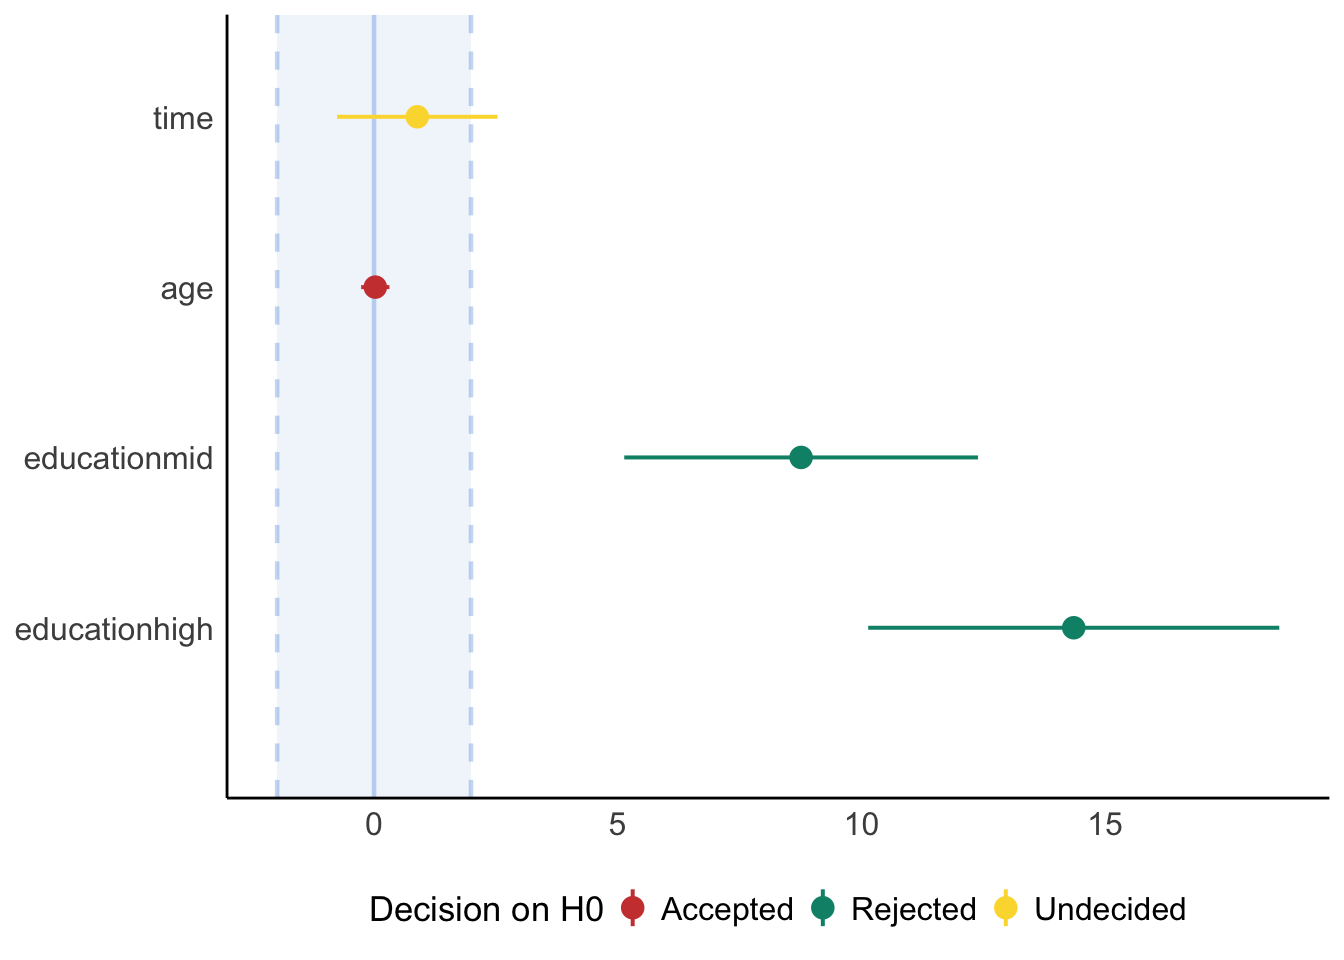 time
age
educationmid
educationhigh
0 5 10 15
Decision on H0 Accepted Rejected Undecided